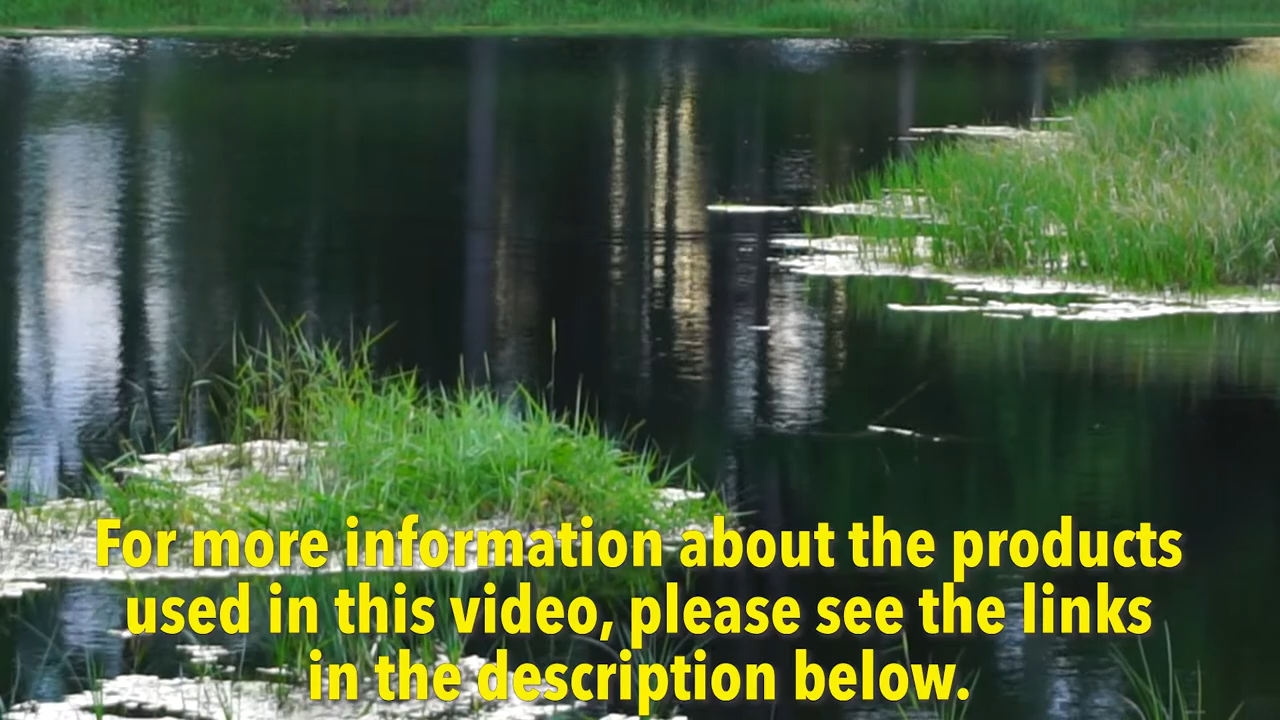 For more information about the products
used in this video, please see the links
in the description below.